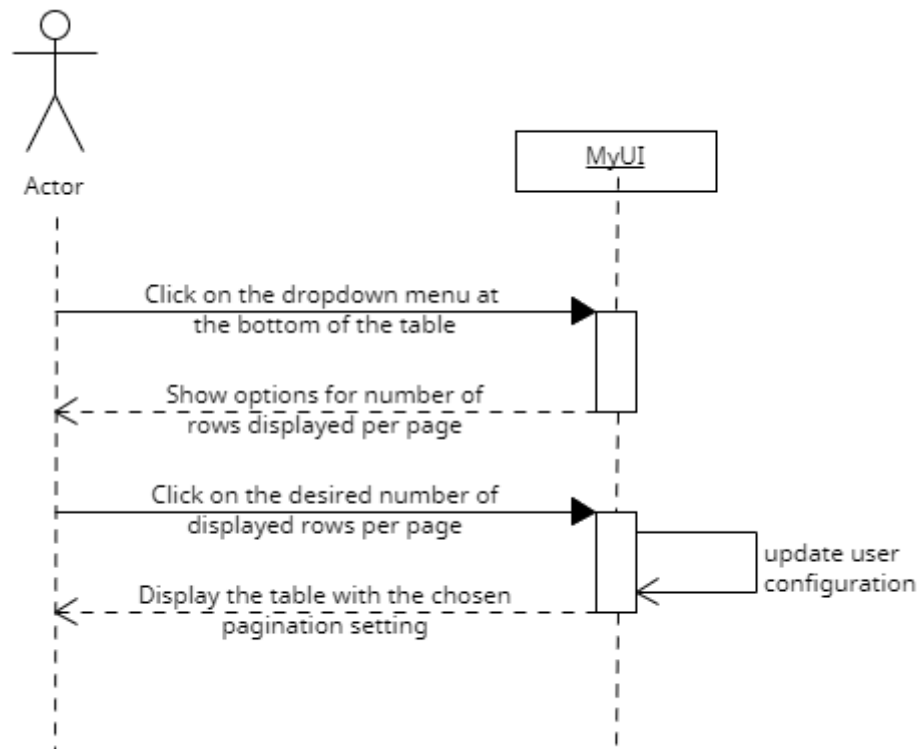 MyUI
Actor
Click on the dropdown menu at
the bottom of the table
Show options for number of
rows displayed per page
Click on the desired number of
displayed rows per page
update user
configuration
Display the table with the chosen
pagination setting